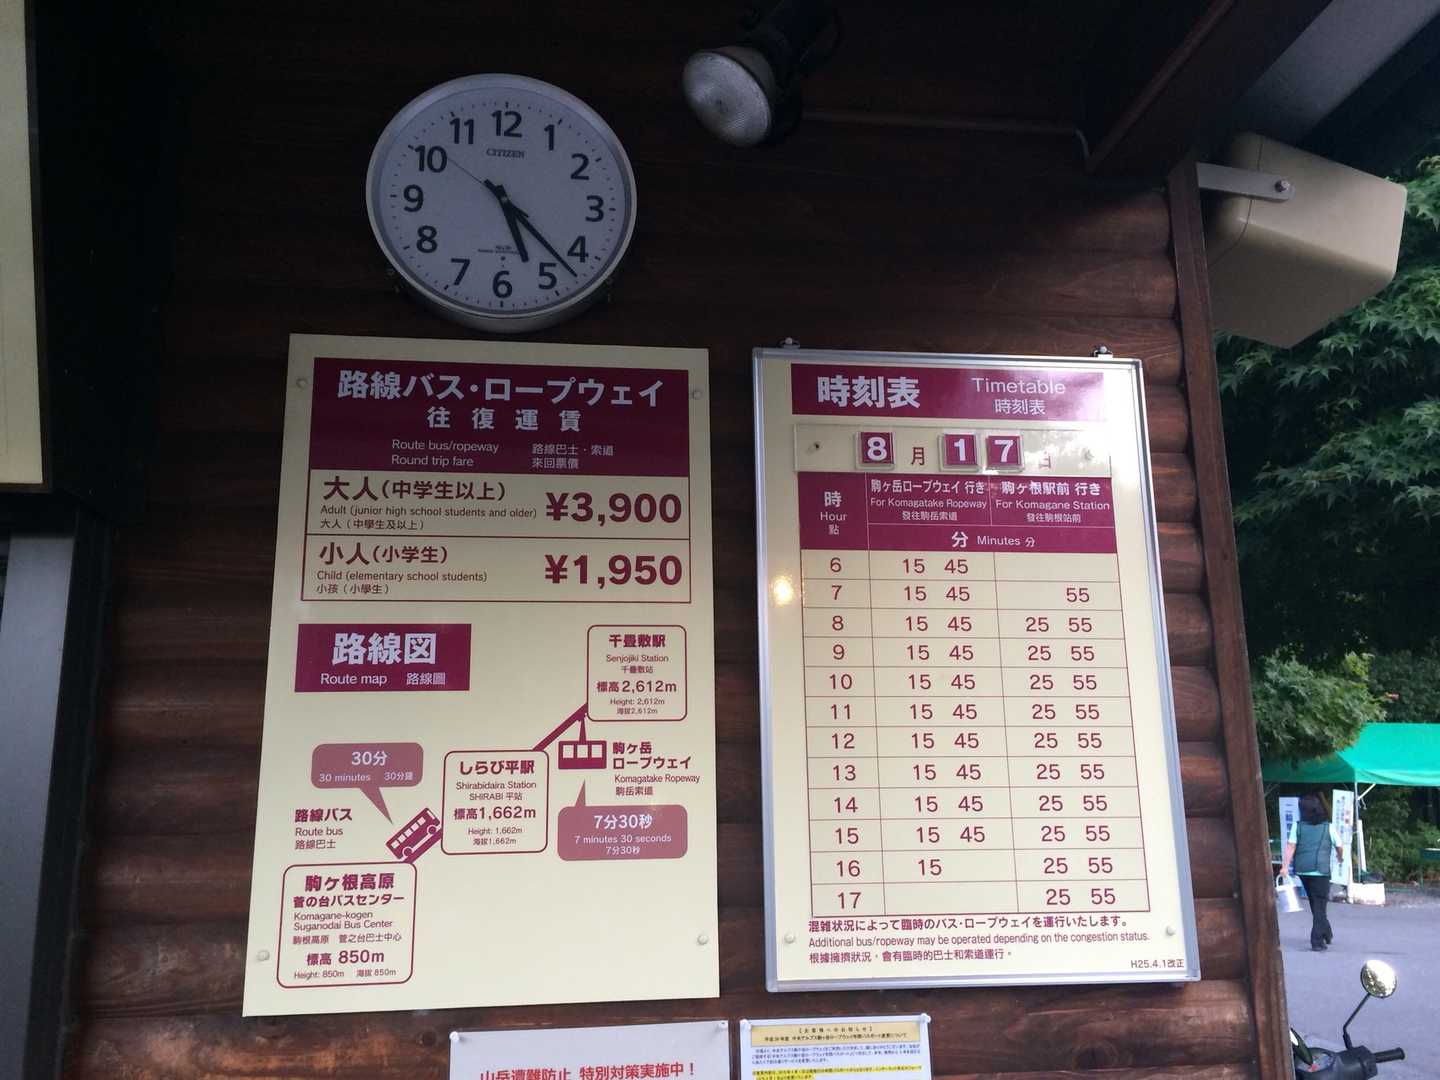 12
11
1
10
2
9
3
8
4
7
5
6
CITIZEN
路線バス・ロープウェイ
往復運賃
Route bus/ropeway 路線巴士・索道
Round trip fare 來回票價
大人(中学生以上) ¥3,900
Adult (junior high school students and older)
大人(中學生及以上)
小人(小学生) ¥1,950
Child (elementary school students)
小孩(小學生)
路線図
Route map 路線圖
千畳敷駅
Senjojiki Station
千疊敷站
標高2,612m
Height: 2,612m
海拔2,612m
駒ヶ岳
ロープウェイ
Komagatake Ropeway
駒岳索道
7分30秒
7 minutes 30 seconds
7分30秒
しらび平駅
Shirabidaira Station
SHIRABI 平站
標高1,662m
Height: 1,662m
海拔1,662m
30分
30 minutes 30分鐘
路線バス
Route bus
路線巴士
駒ヶ根高原
菅の台バスセンター
Komagane-kogen
Suganodai Bus Center
駒根高原 菅之台巴士中心
標高 850m
Height: 850m 海拔 850m
時刻表 Timetable
時刻表
8月17日
時 駒ヶ岳ロープウェイ 行き 駒ヶ根駅前 行き
Hour For Komagatake Ropeway For Komagane Station
點 發往駒岳索道 發往駒根站前
分 Minutes 分
6 15 45
7 15 45 55
8 15 45 25 55
9 15 45 25 55
10 15 45 25 55
11 15 45 25 55
12 15 45 25 55
13 15 45 25 55
14 15 45 25 55
15 15 45 25 55
16 15 25 55
17 25 55
混雑状況によって臨時のバス・ロープウェイを運行いたします。
Additional bus/ropeway may be operated depending on the congestion status.
根據擁擠狀況，會有臨時的巴士和索道運行。
H25.4.1改正
山岳遭難防止 特別対策実施中!
【お客様へのお知らせ】